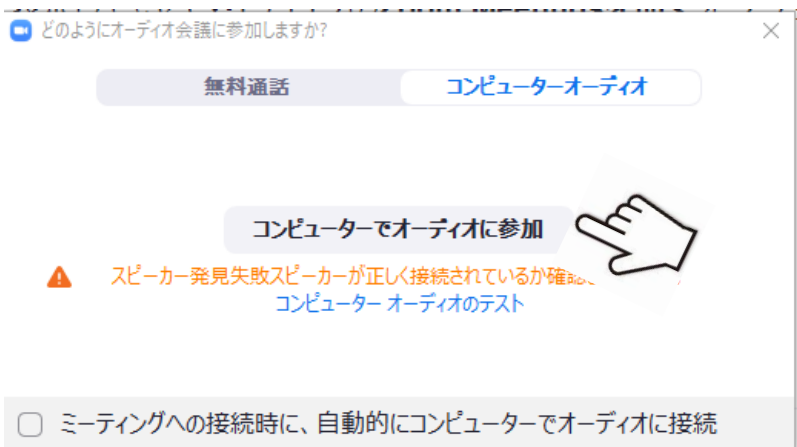 どのようにオーディオ会議に参加しますか?
無料通話
コンピューターオーディオ
コンピューターでオーディオに参加
スピーカー発見失敗スピーカーが正しく接続されているか確認
コンピューター オーディオのテスト
ミーティングへの接続時に、自動的にコンピューターでオーディオに接続